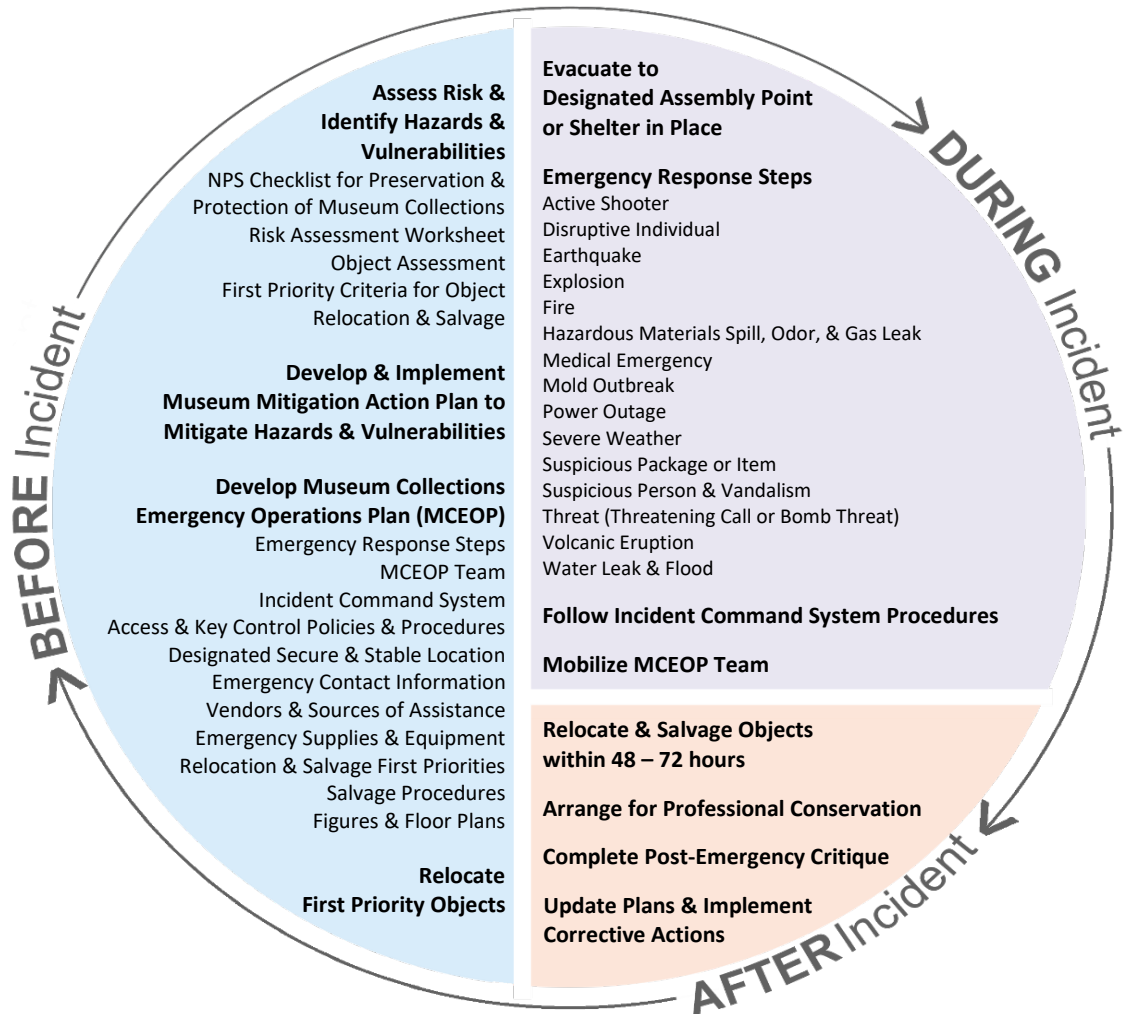 BEFORE Incident
Assess Risk &
Identify Hazards &
Vulnerabilities
NPS Checklist for Preservation &
Protection of Museum Collections
Risk Assessment Worksheet
Object Assessment
First Priority Criteria for Object
Relocation & Salvage
Develop & Implement
Museum Mitigation Action Plan to
Mitigate Hazards & Vulnerabilities
Develop Museum Collections
Emergency Operations Plan (MCEOP)
Emergency Response Steps
MCEOP Team
Incident Command System
Access & Key Control Policies & Procedures
Designated Secure & Stable Location
Emergency Contact Information
Vendors & Sources of Assistance
Emergency Supplies & Equipment
Relocation & Salvage First Priorities
Salvage Procedures
Figures & Floor Plans
Relocate
First Priority Objects
DURING Incident
Evacuate to
Designated Assembly Point
or Shelter in Place
Emergency Response Steps
Active Shooter
Disruptive Individual
Earthquake
Explosion
Fire
Hazardous Materials Spill, Odor, & Gas Leak
Medical Emergency
Mold Outbreak
Power Outage
Severe Weather
Suspicious Package or Item
Suspicious Person & Vandalism
Threat (Threatening Call or Bomb Threat)
Volcanic Eruption
Water Leak & Flood
Follow Incident Command System Procedures
Mobilize MCEOP Team
AFTER Incident
Relocate & Salvage Objects
within 48 – 72 hours
Arrange for Professional Conservation
Complete Post-Emergency Critique
Update Plans & Implement
Corrective Actions